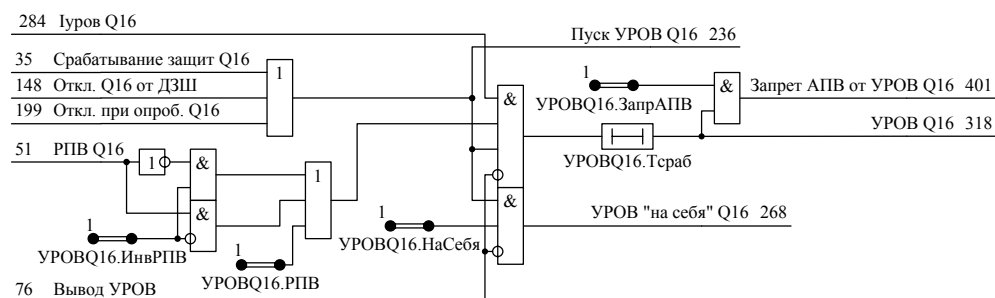 284 Iуров Q16
Пуск УРОВ Q16 236
35 Срабатывание защит Q16
1
1
148 Откл. Q16 от ДЗШ
&
Запрет АПВ от УРОВ Q16 401
&
УРОВQ16.ЗапрАПВ
199 Откл. при опроб. Q16
УРОВ Q16 318
51 РПВ Q16
1
&
1
УРОВQ16.Тсраб
&
&
1
УРОВ "на себя" Q16 268
1
УРОВQ16.НаСебя
УРОВQ16.ИнвРПВ
1
УРОВQ16.РПВ
76 Вывод УРОВ